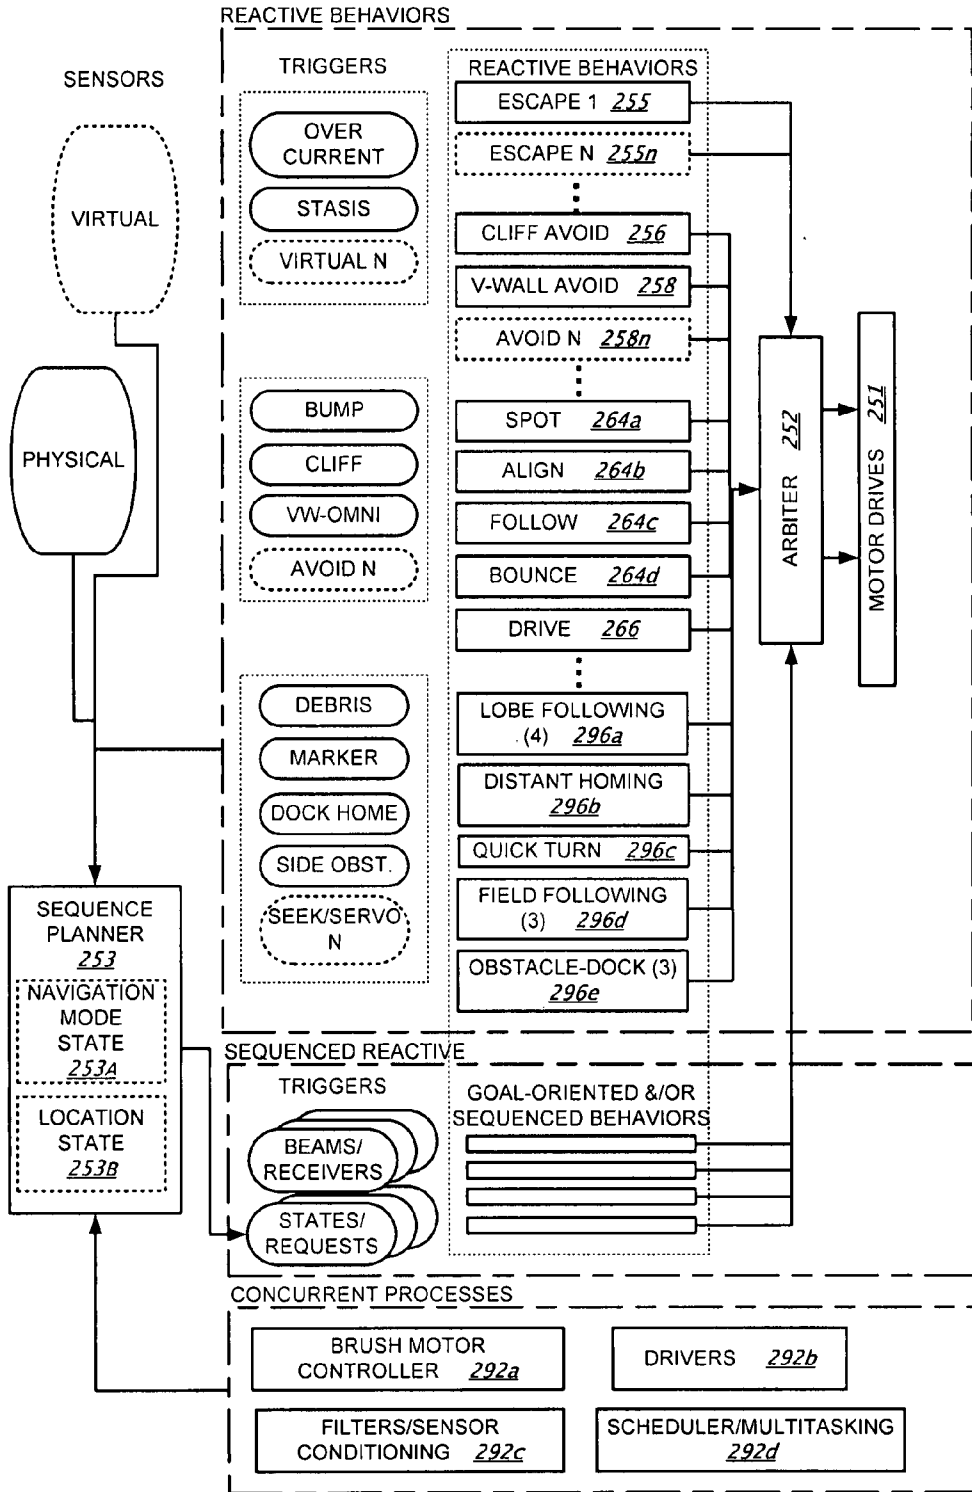 REACTIVE BEHAVIORS
SENSORS
VIRTUAL
PHYSICAL
TRIGGERS
OVER
CURRENT
STASIS
VIRTUAL N
BUMP
CLIFF
VW-OMNI
AVOID N
DEBRIS
MARKER
DOCK HOME
SIDE OBST.
SEEK/SERVO
N
REACTIVE BEHAVIORS
ESCAPE 1 255
ESCAPE N 255n
CLIFF AVOID 256
V-WALL AVOID 258
AVOID N 258n
SPOT 264a
ALIGN 264b
FOLLOW 264c
BOUNCE 264d
DRIVE 266
LOBE FOLLOWING
(4) 296a
DISTANT HOMING
296b
QUICK TURN 296c
FIELD FOLLOWING
(3) 296d
OBSTACLE-DOCK (3)
296e
ARBITER 252
MOTOR DRIVES 251
SEQUENCE
PLANNER
253
NAVIGATION
MODE
STATE
253A
LOCATION
STATE
253B
SEQUENCED REACTIVE
TRIGGERS
BEAMS/
RECEIVERS
STATES/
REQUESTS
GOAL-ORIENTED &/OR
SEQUENCED BEHAVIORS
CONCURRENT PROCESSES
BRUSH MOTOR
CONTROLLER 292a
DRIVERS 292b
FILTERS/SENSOR
CONDITIONING 292c
SCHEDULER/MULTITASKING
292d